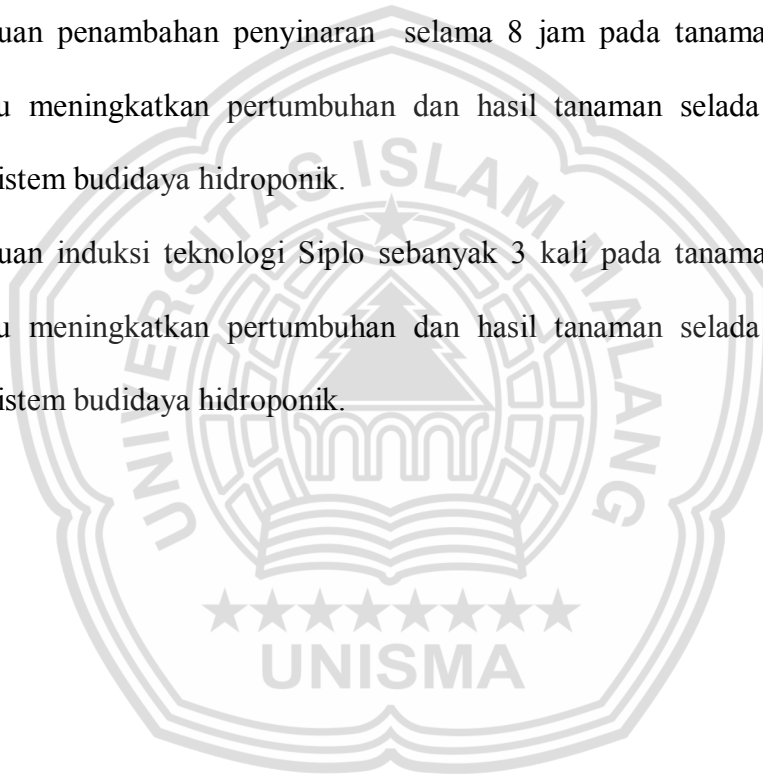 uan penambahan penyinaran selama 8 jam pada tanama
u meningkatkan pertumbuhan dan hasil tanaman selada
istem budidaya hidroponik.
uan induksi teknologi Siplo sebanyak 3 kali pada tanama
u meningkatkan pertumbuhan dan hasil tanaman selada
istem budidaya hidroponik.
UNIVERSITAS ISLAM MALANG
UNISMA